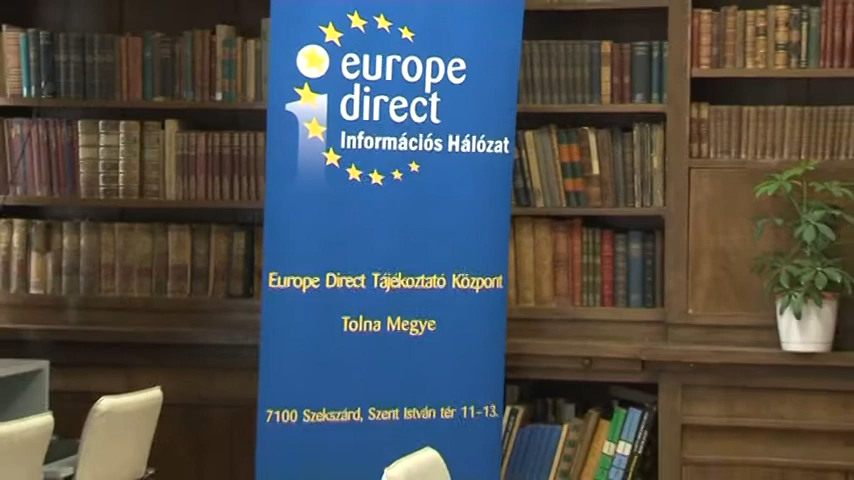 europe
direct
Információs Hálózat
Europe Direct Tájékoztató Központ
Tolna Megye
7100 Szekszárd, Szent István tér 11-13.